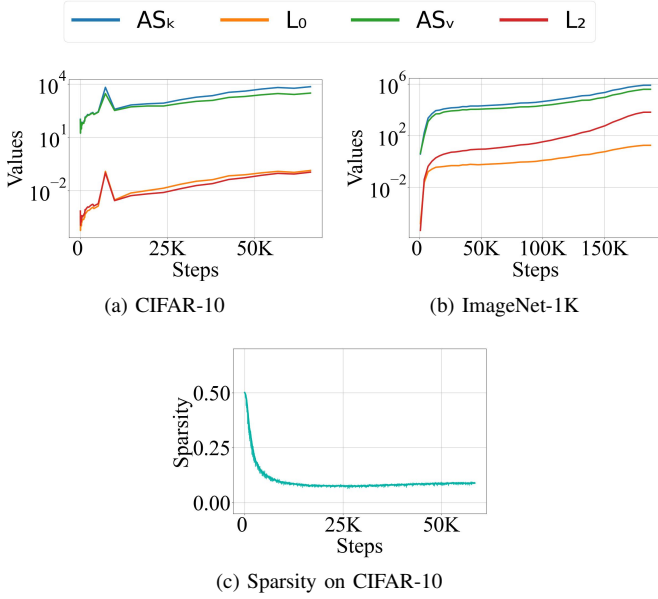 ASₖ L₀ ASᵥ L₂
10⁴
10¹
10⁻²
Values
0 25K 50K
Steps
(a) CIFAR-10
10⁶
10²
10⁻²
Values
0 50K 100K 150K
Steps
(b) ImageNet-1K
0.50
0.25
0.00
Sparsity
0 25K 50K
Steps
(c) Sparsity on CIFAR-10